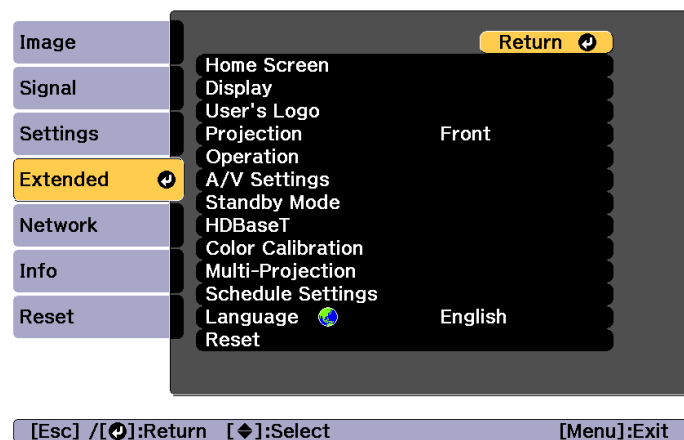 Image
Signal
Settings
Extended
Network
Info
Reset
Return
Home Screen
Display
User's Logo
Projection Front
Operation
A/V Settings
Standby Mode
HDBaseT
Color Calibration
Multi-Projection
Schedule Settings
Language English
Reset
[Esc] /[⏎]:Return [◆]:Select [Menu]:Exit